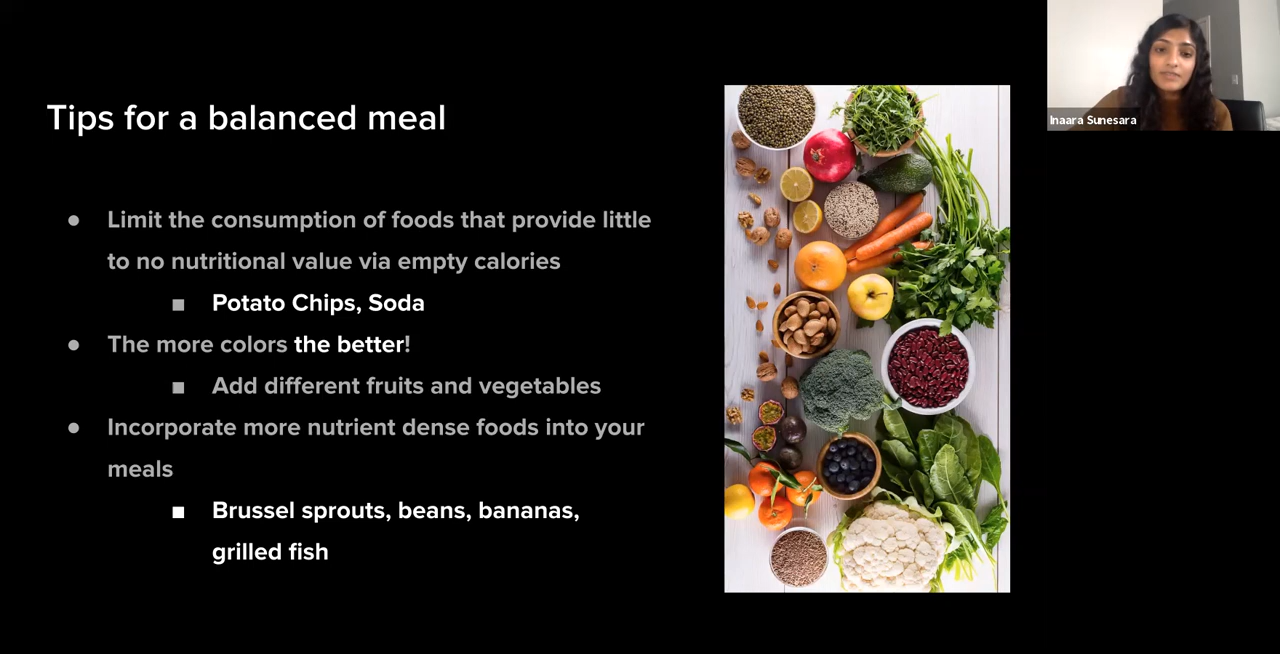 Tips for a balanced meal
● Limit the consumption of foods that provide little
to no nutritional value via empty calories
■ Potato Chips, Soda
● The more colors the better!
■ Add different fruits and vegetables
● Incorporate more nutrient dense foods into your
meals
■ Brussel sprouts, beans, bananas,
grilled fish
Inaara Sunesara